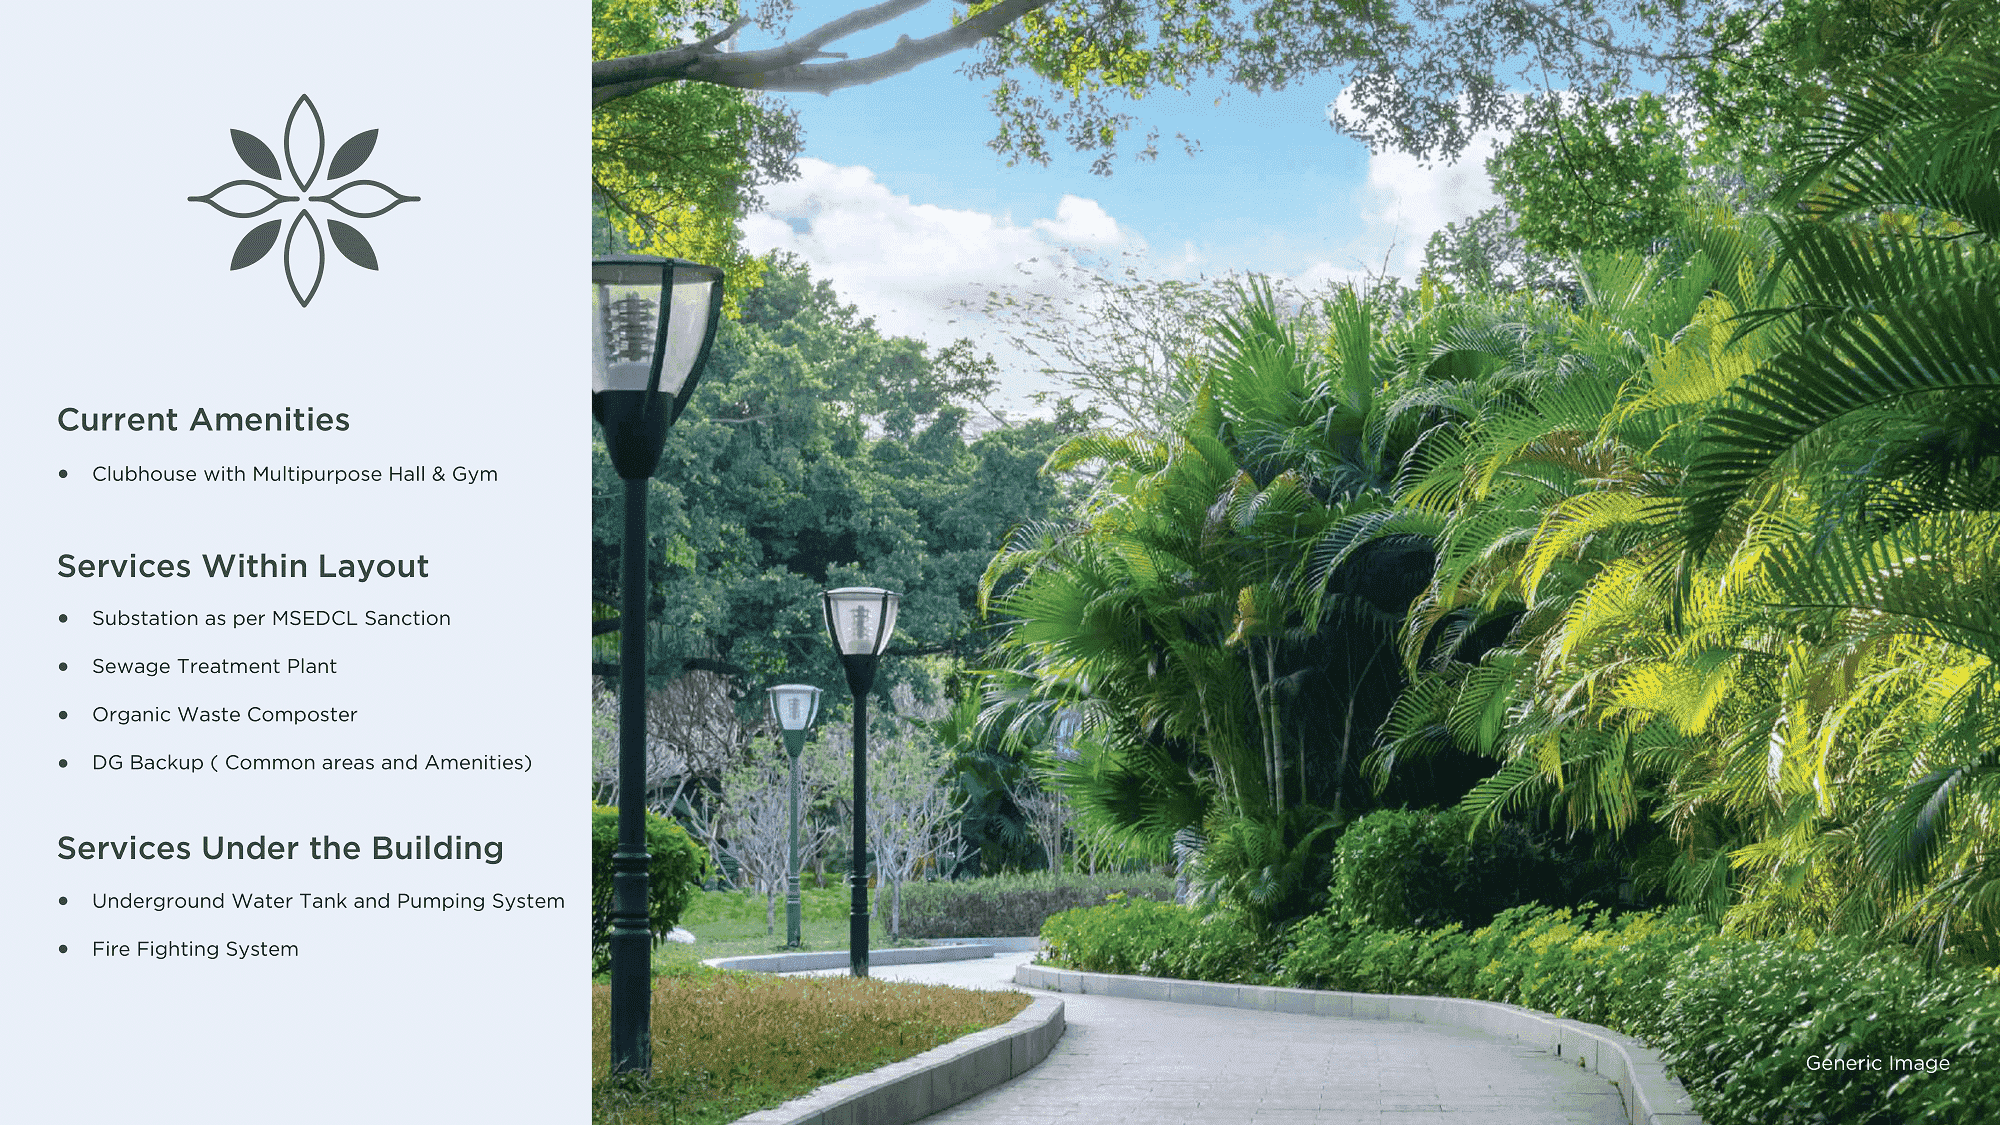 Current Amenities
• Clubhouse with Multipurpose Hall & Gym
Services Within Layout
• Substation as per MSEDCL Sanction
• Sewage Treatment Plant
• Organic Waste Composter
• DG Backup ( Common areas and Amenities)
Services Under the Building
• Underground Water Tank and Pumping System
• Fire Fighting System
Generic Image